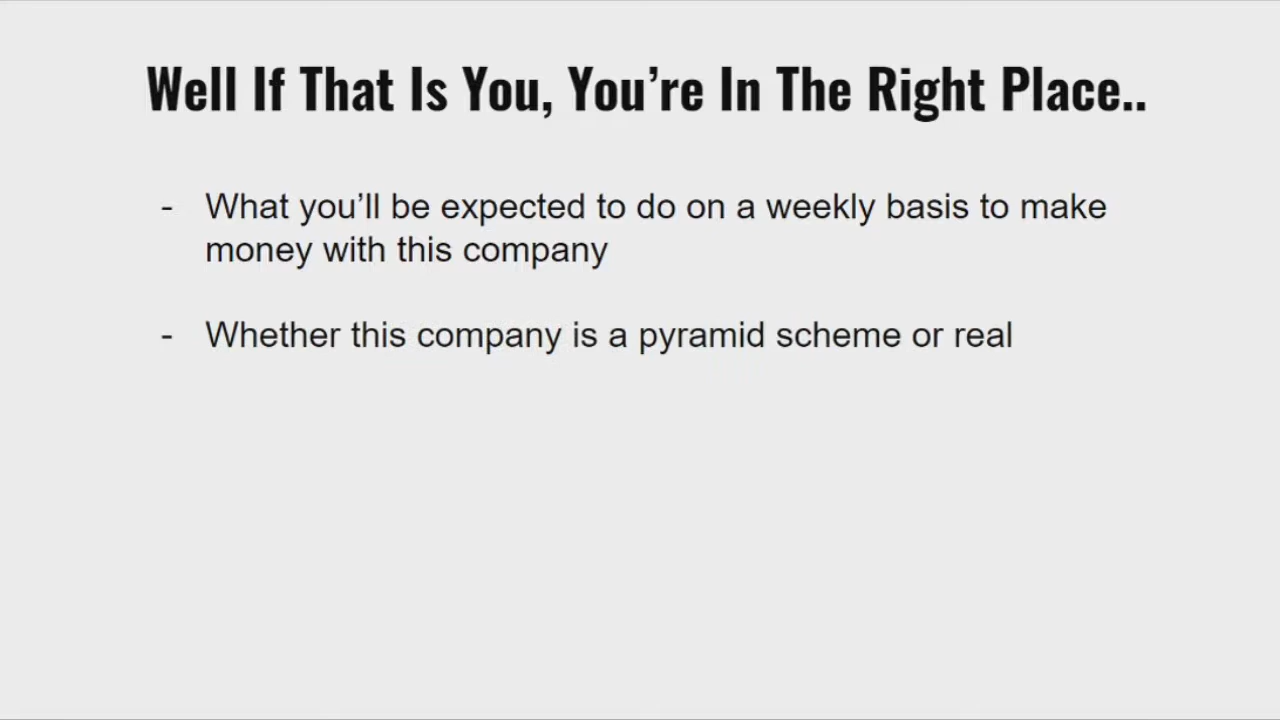 Well If That Is You, You’re In The Right Place..
- What you’ll be expected to do on a weekly basis to make
money with this company
- Whether this company is a pyramid scheme or real